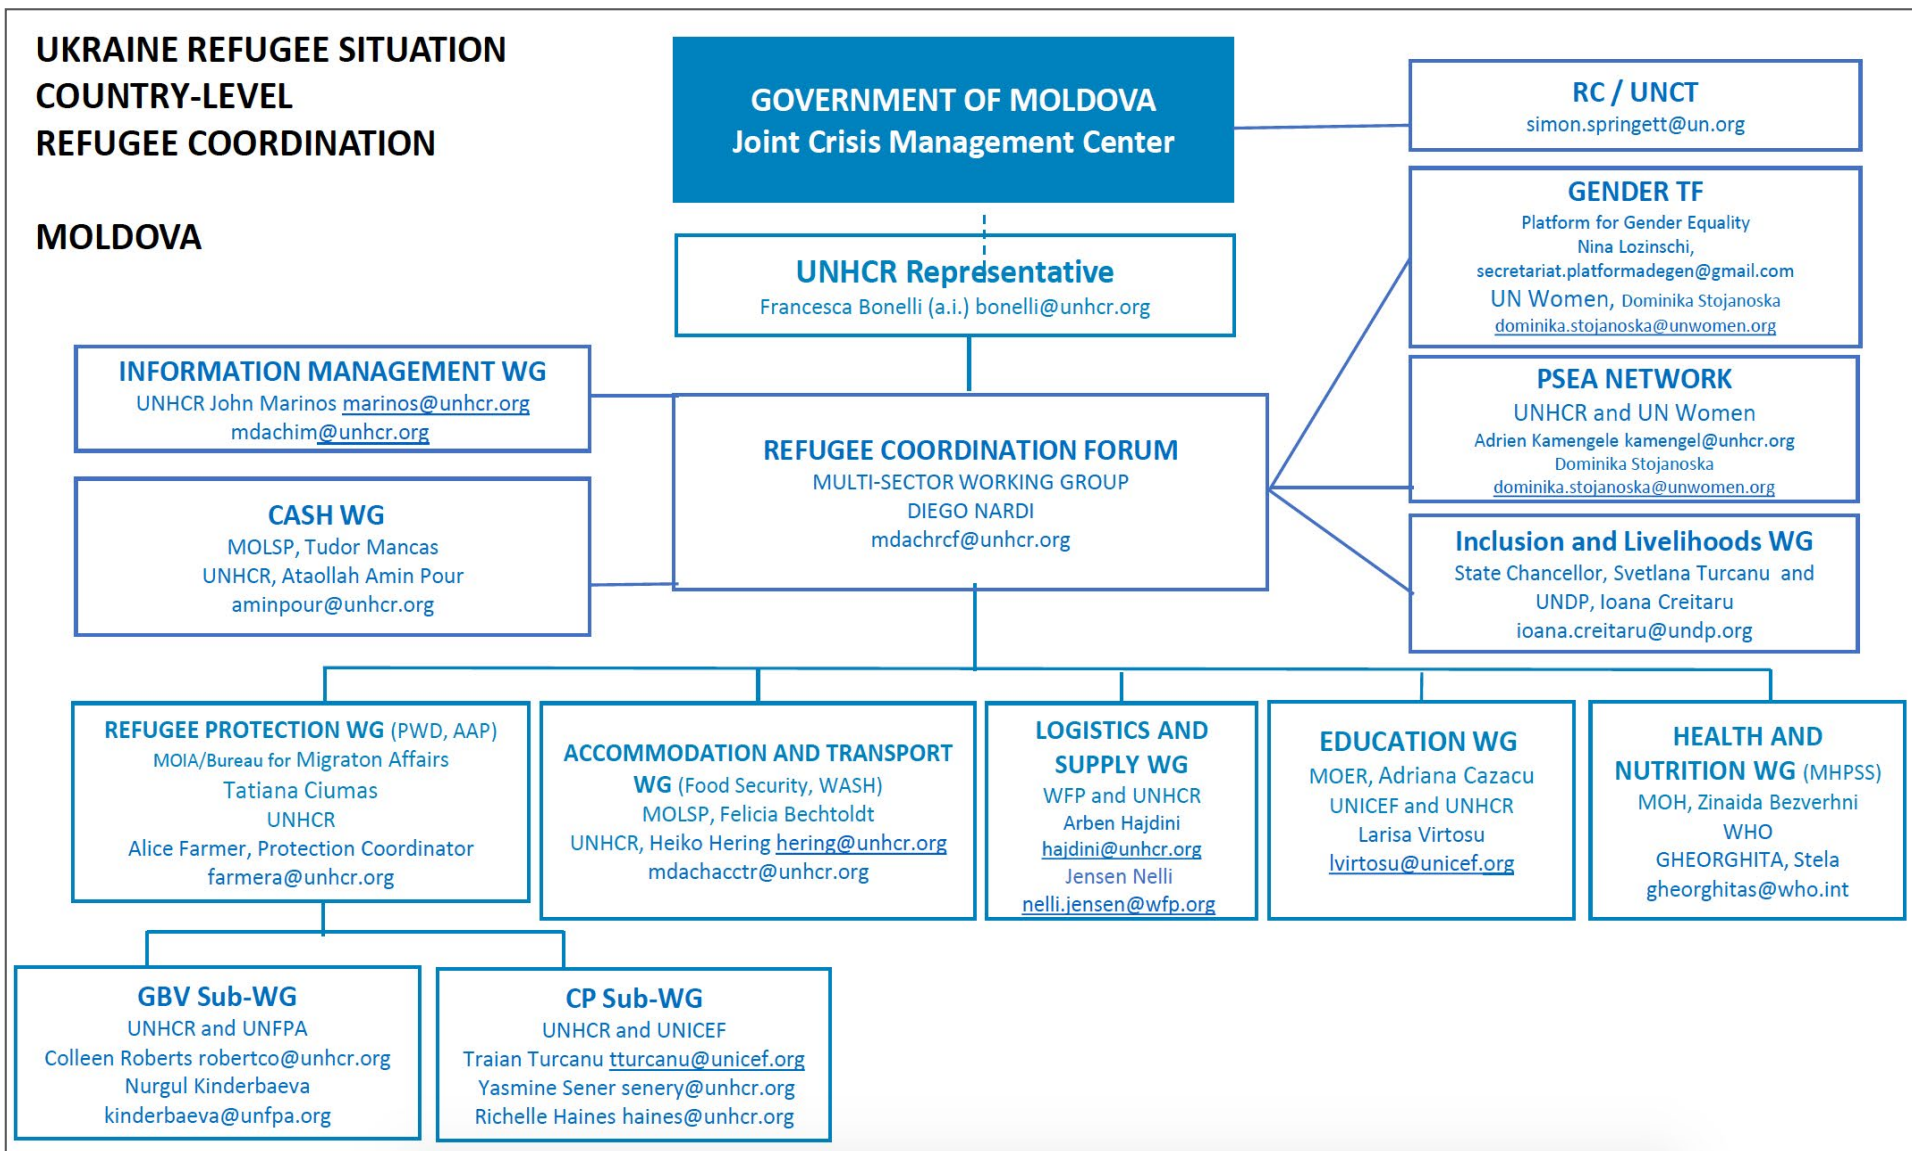 UKRAINE REFUGEE SITUATION
COUNTRY-LEVEL
REFUGEE COORDINATION
MOLDOVA
GOVERNMENT OF MOLDOVA
Joint Crisis Management Center
RC / UNCT
simon.springett@un.org
UNHCR Representative
Francesca Bonelli (a.i.) bonelli@unhcr.org
GENDER TF
Platform for Gender Equality
Nina Lozinschi,
secretariat.platformadegen@gmail.com
UN Women, Dominika Stojanoska
dominika.stojanoska@unwomen.org
INFORMATION MANAGEMENT WG
UNHCR John Marinos marinos@unhcr.org
mdachim@unhcr.org
REFUGEE COORDINATION FORUM
MULTI-SECTOR WORKING GROUP
DIEGO NARDI
mdachrcf@unhcr.org
PSEA NETWORK
UNHCR and UN Women
Adrien Kamengele kamengel@unhcr.org
Dominika Stojanoska
dominika.stojanoska@unwomen.org
CASH WG
MOLSP, Tudor Mancas
UNHCR, Ataollah Amin Pour
aminpour@unhcr.org
Inclusion and Livelihoods WG
State Chancellor, Svetlana Turcanu and
UNDP, Ioana Creitaru
ioana.creitaru@undp.org
REFUGEE PROTECTION WG (PWD, AAP)
MOIA/Bureau for Migraton Affairs
Tatiana Ciumas
UNHCR
Alice Farmer, Protection Coordinator
farmera@unhcr.org
ACCOMMODATION AND TRANSPORT
WG (Food Security, WASH)
MOLSP, Felicia Bechtoldt
UNHCR, Heiko Hering hering@unhcr.org
mdachacctr@unhcr.org
LOGISTICS AND
SUPPLY WG
WFP and UNHCR
Arben Hajdini
hajdini@unhcr.org
Jensen Nelli
nelli.jensen@wfp.org
EDUCATION WG
MOER, Adriana Cazacu
UNICEF and UNHCR
Larisa Virtosu
lvirtosu@unicef.org
HEALTH AND
NUTRITION WG (MHPSS)
MOH, Zinaida Bezverhni
WHO
GHEORGHITA, Stela
gheorghitas@who.int
GBV Sub-WG
UNHCR and UNFPA
Colleen Roberts robertco@unhcr.org
Nurgul Kinderbaeva
kinderbaeva@unfpa.org
CP Sub-WG
UNHCR and UNICEF
Traian Turcanu tturcanu@unicef.org
Yasmine Sener senery@unhcr.org
Richelle Haines haines@unhcr.org